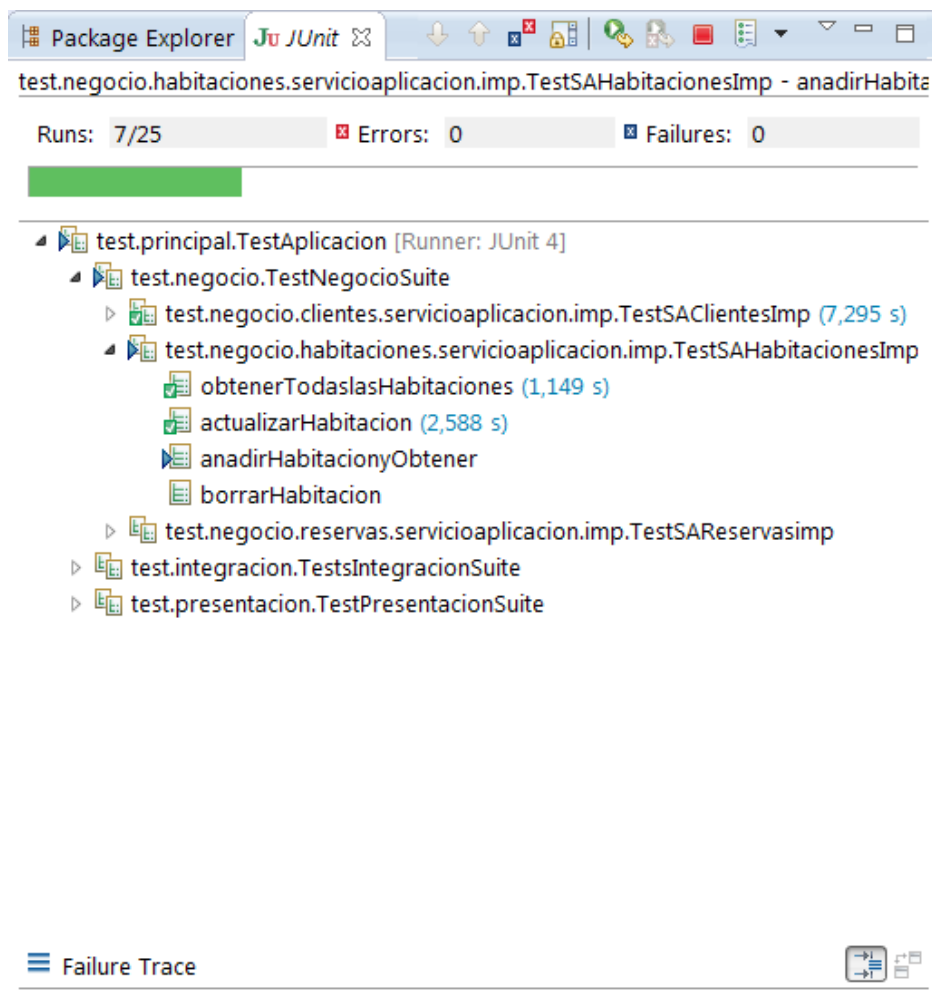 Package Explorer JU JUnit
test.negocio.habitaciones.servicioaplicacion.imp.TestSAHabitacionesImp - anadirHabita
Runs: 7/25 Errors: 0 Failures: 0
test.principal.TestAplicacion [Runner: JUnit 4]
test.negocio.TestNegocioSuite
test.negocio.clientes.servicioaplicacion.imp.TestSAClientesImp (7,295 s)
test.negocio.habitaciones.servicioaplicacion.imp.TestSAHabitacionesImp
obtenerTodaslasHabitaciones (1,149 s)
actualizarHabitacion (2,588 s)
anadirHabitacionyObtener
borrarHabitacion
test.negocio.reservas.servicioaplicacion.imp.TestSAReservasimp
test.integracion.TestsIntegracionSuite
test.presentacion.TestPresentacionSuite
Failure Trace